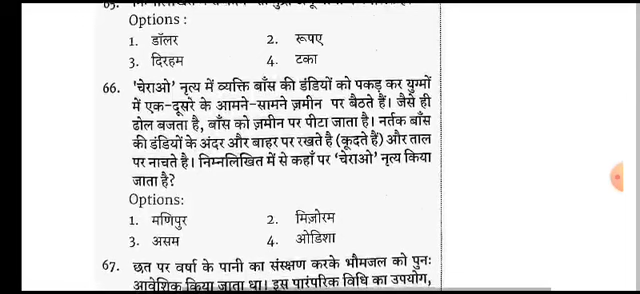 65.
Options :
1. डॉलर 2. रूपए
3. दिरहम 4. टका
66. 'चेराओ' नृत्य में व्यक्ति बाँस की डंडियों को पकड़ कर युग्मों
में एक-दूसरे के आमने-सामने ज़मीन पर बैठते हैं। जैसे ही
ढोल बजता है, बाँस को ज़मीन पर पीटा जाता है। नर्तक बाँस
की डंडियों के अंदर और बाहर पर रखते है (कूदते हैं) और ताल
पर नाचते है। निम्नलिखित में से कहाँ पर 'चेराओ' नृत्य किया
जाता है?
Options:
1. मणिपुर 2. मिज़ोरम
3. असम 4. ओडिशा
67. छत पर वर्षा के पानी का संरक्षण करके भौमजल को पुनः
आवेशिक किया जाता था। इस पारंपरिक विधि का उपयोग,